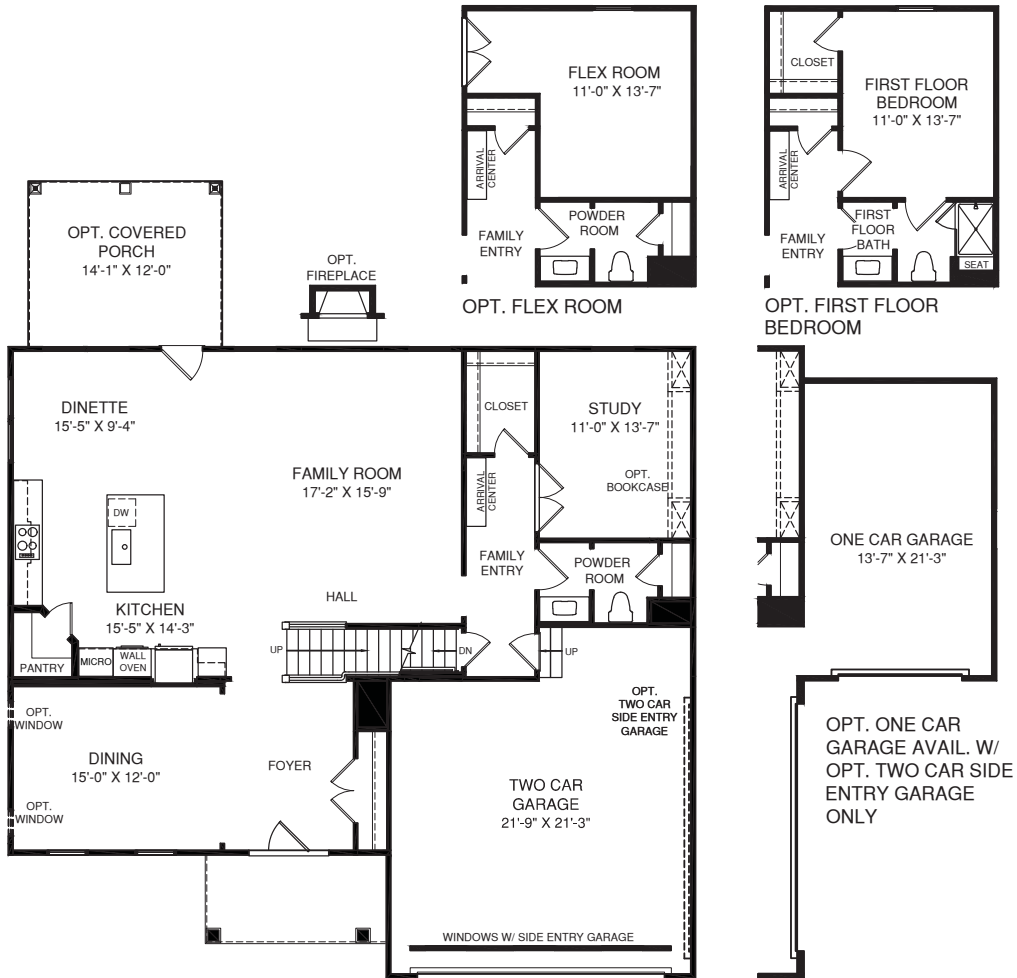 FLEX ROOM
11'-0" X 13'-7"
ARRIVAL
CENTER
FAMILY
ENTRY
POWDER
ROOM
OPT. FLEX ROOM
CLOSET
FIRST FLOOR
BEDROOM
11'-0" X 13'-7"
ARRIVAL
CENTER
FAMILY
ENTRY
FIRST
FLOOR
BATH
SEAT
OPT. FIRST FLOOR
BEDROOM
OPT. COVERED
PORCH
14'-1" X 12'-0"
OPT.
FIREPLACE
DINETTE
15'-5" X 9'-4"
FAMILY ROOM
17'-2" X 15'-9"
CLOSET
STUDY
11'-0" X 13'-7"
OPT.
BOOKCASE
ARRIVAL
CENTER
DW
FAMILY
ENTRY
POWDER
ROOM
HALL
KITCHEN
15'-5" X 14'-3"
PANTRY
MICRO
WALL
OVEN
UP
DN
UP
OPT.
WINDOW
DINING
15'-0" X 12'-0"
OPT.
WINDOW
FOYER
OPT.
TWO CAR
SIDE ENTRY
GARAGE
TWO CAR
GARAGE
21'-9" X 21'-3"
WINDOWS W/ SIDE ENTRY GARAGE
ONE CAR GARAGE
13'-7" X 21'-3"
OPT. ONE CAR
GARAGE AVAIL. W/
OPT. TWO CAR SIDE
ENTRY GARAGE
ONLY